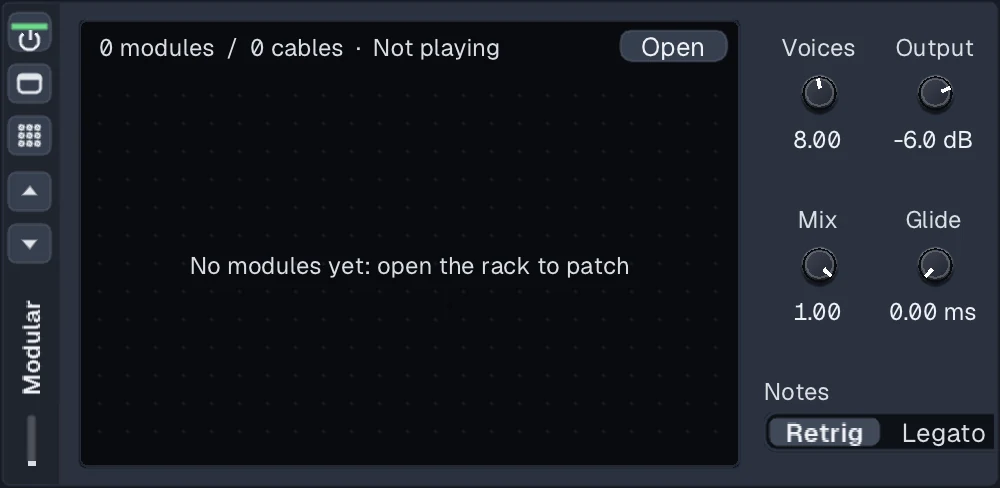 0 modules / 0 cables · Not playing
Open
No modules yet: open the rack to patch
Modular
Voices
Output
8.00
-6.0 dB
Mix
Glide
1.00
0.00 ms
Notes
Retrig
Legato